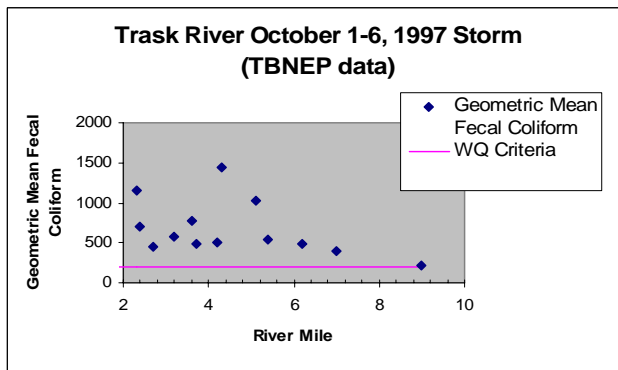 Trask River October 1-6, 1997 Storm
(TBNEP data)
Geometric Mean
Fecal Coliform
WQ Criteria
Geometric Mean Fecal
Coliform
2000
1500
1000
500
0
2
4
6
8
10
River Mile